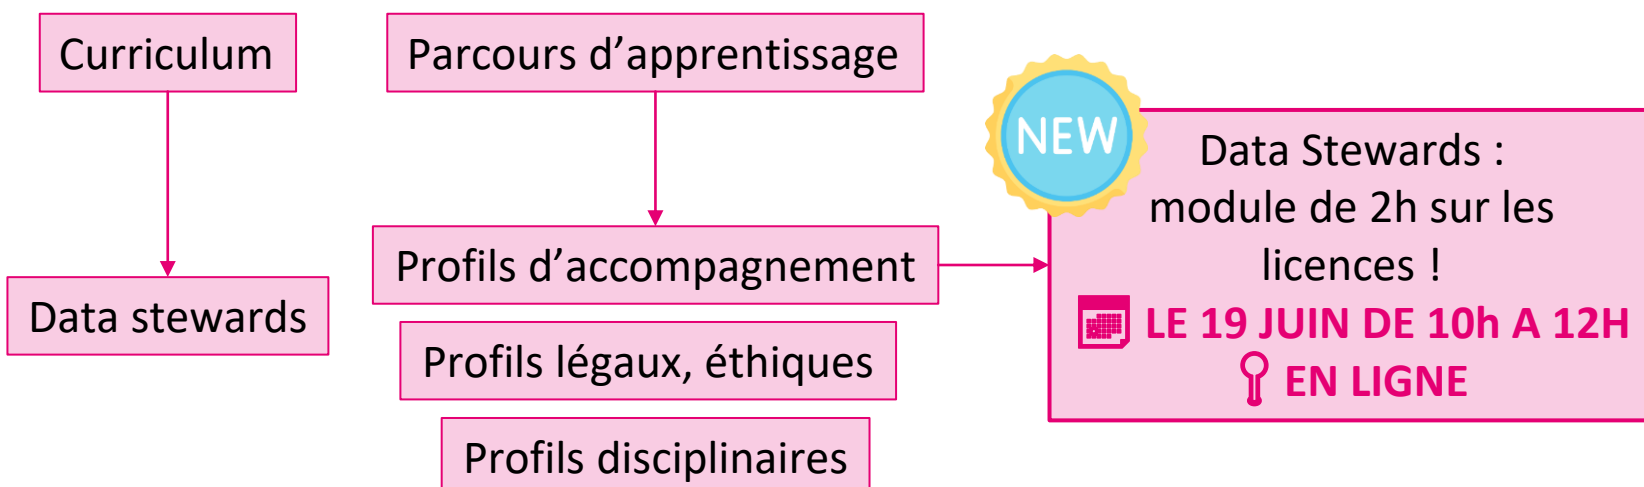 Curriculum
Parcours d’apprentissage
NEW
Data Stewards :
module de 2h sur les
licences !
LE 19 JUIN DE 10h A 12H
EN LIGNE
Profils d’accompagnement
Data stewards
Profils légaux, éthiques
Profils disciplinaires